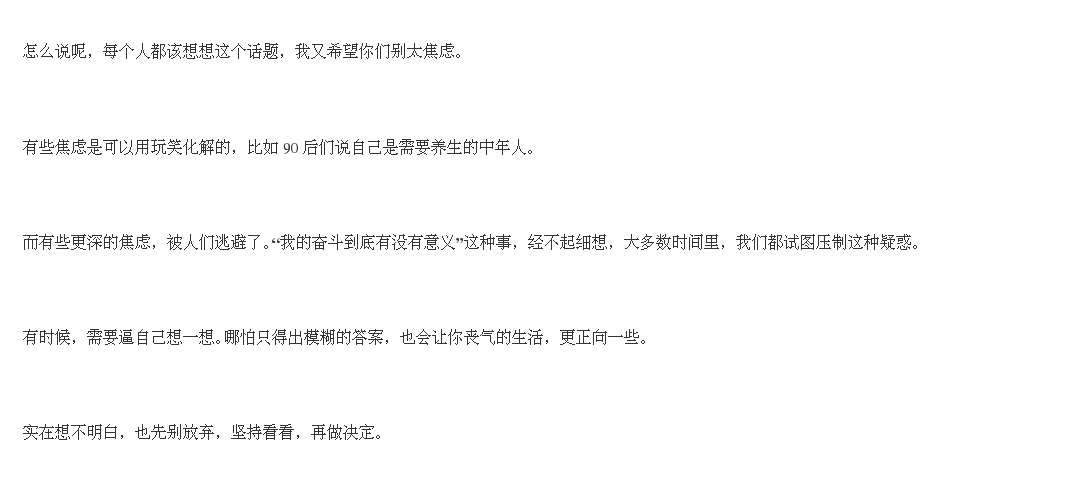 怎么说呢，每个人都该想想这个话题，我又希望你们别太焦虑。
有些焦虑是可以用玩笑化解的，比如 90 后们说自己是需要养生的中年人。
而有些更深的焦虑，被人们逃避了。“我的奋斗到底有没有意义”这种事，经不起细想，大多数时间里，我们都试图压制这种疑惑。
有时候，需要逼自己想一想。哪怕只得出模糊的答案，也会让你丧气的生活，更正向一些。
实在想不明白，也先别放弃，坚持看看，再做决定。